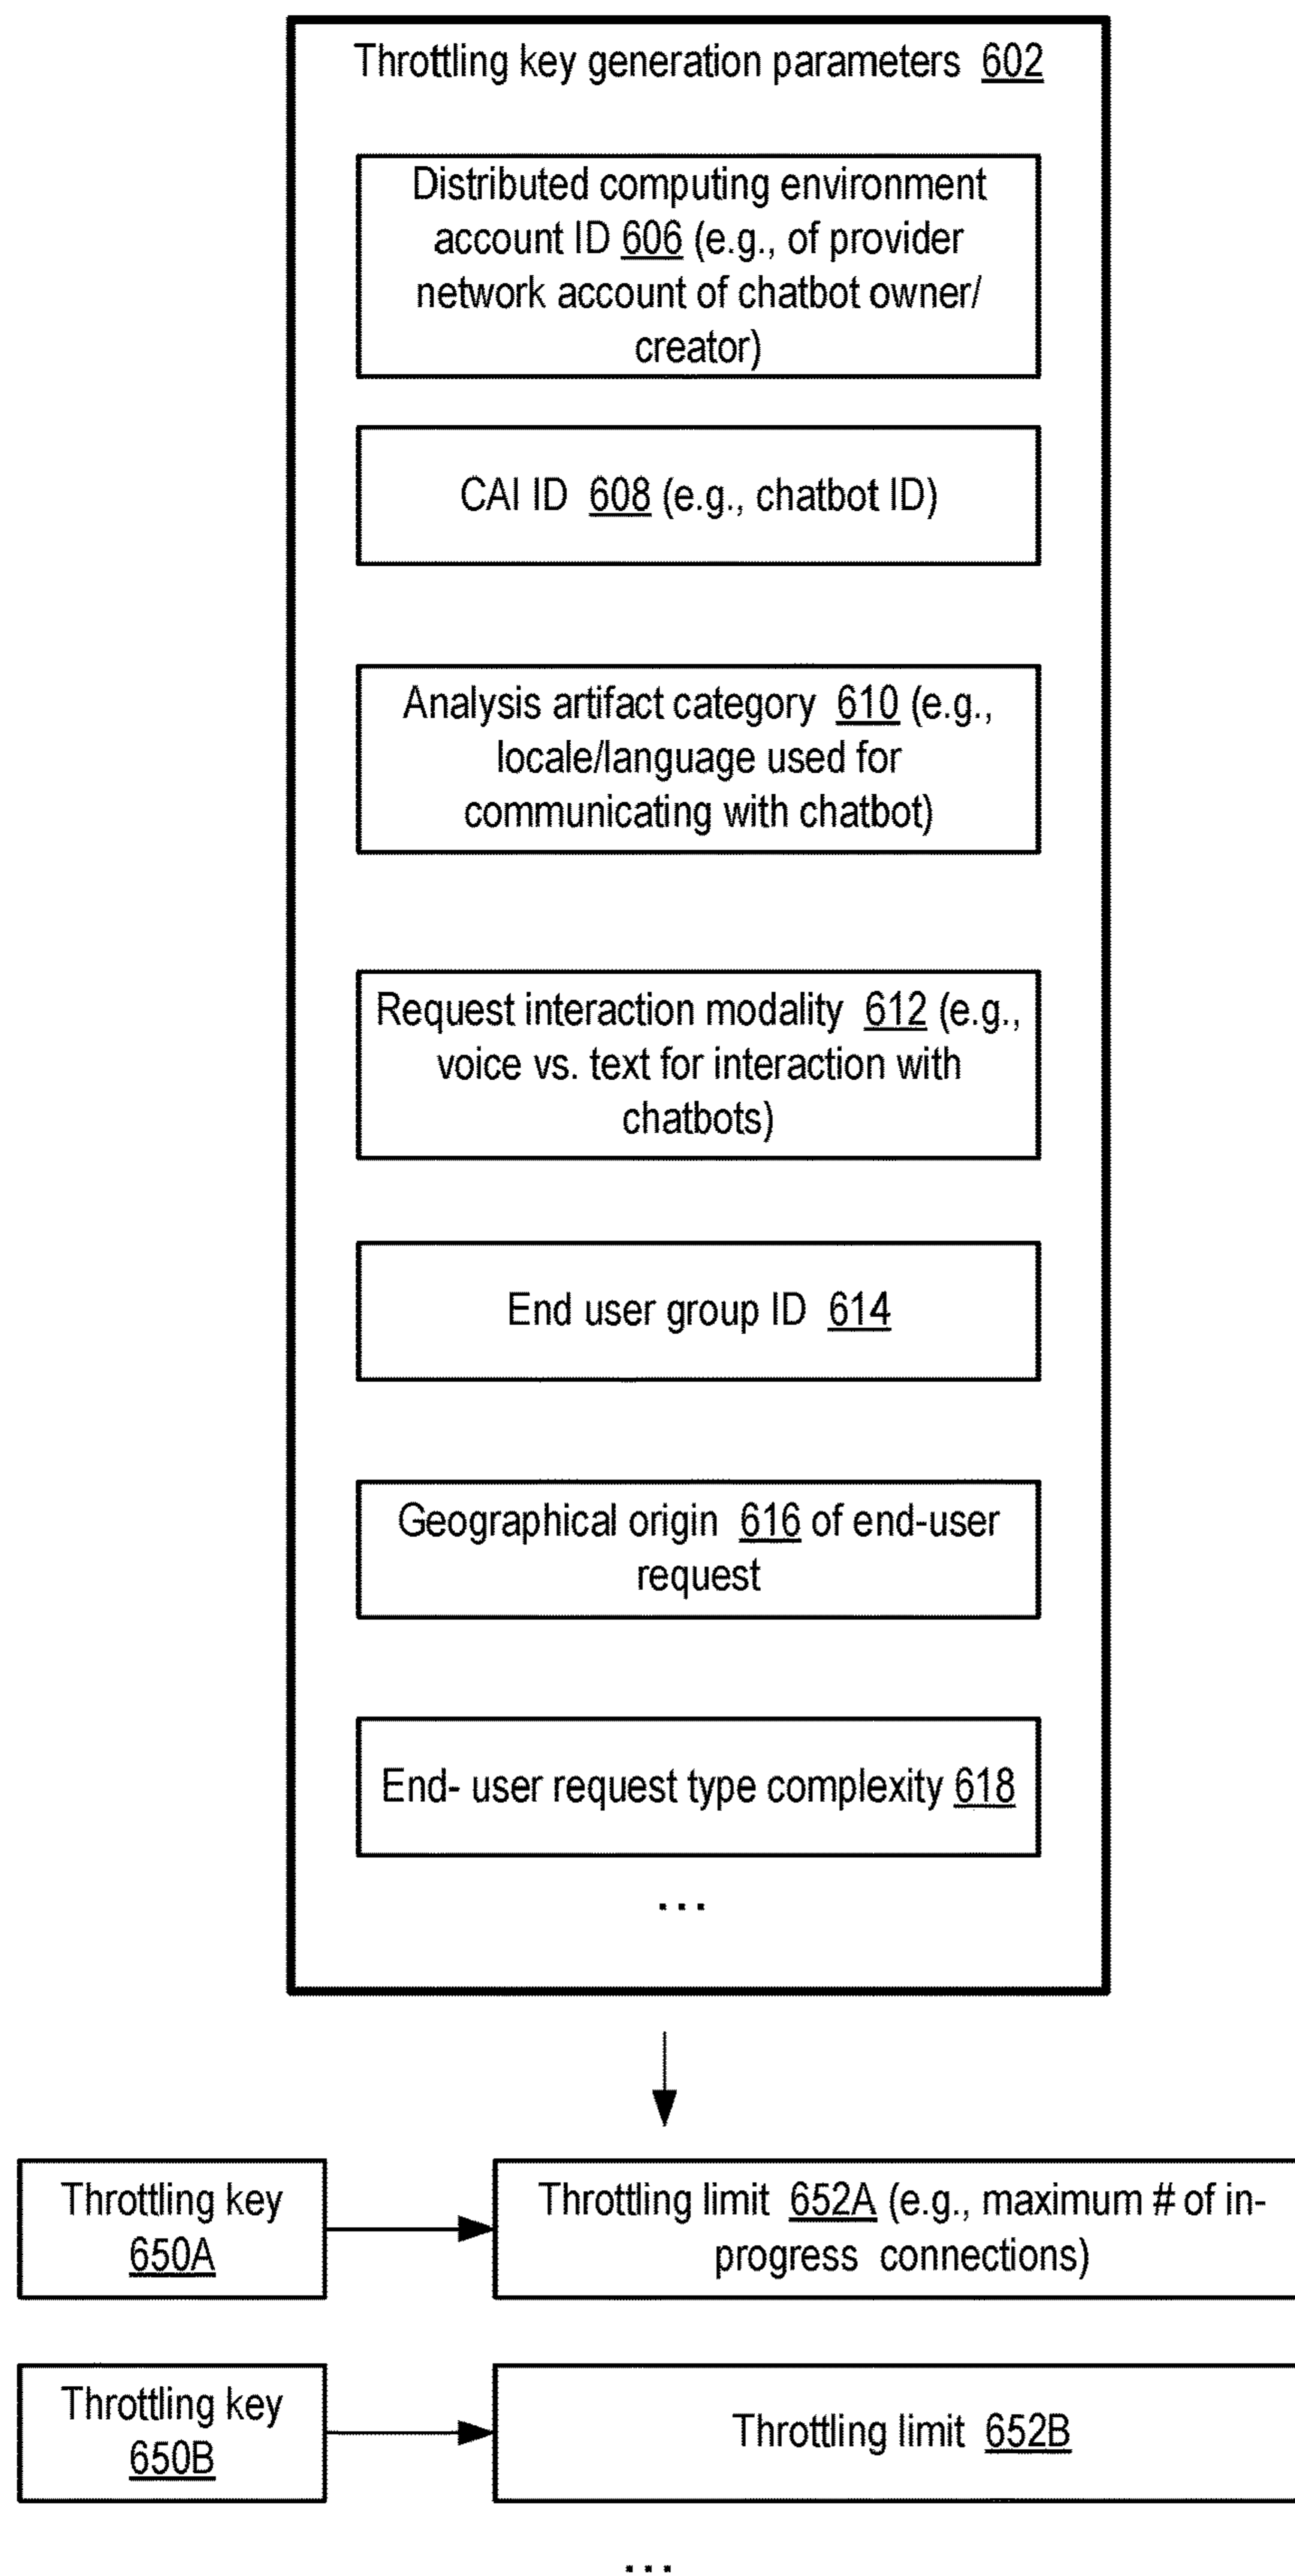 Throttling key generation parameters 602
Distributed computing environment
account ID 606 (e.g., of provider
network account of chatbot owner/
creator)
CAI ID 608 (e.g., chatbot ID)
Analysis artifact category 610 (e.g.,
locale/language used for
communicating with chatbot)
Request interaction modality 612 (e.g.,
voice vs. text for interaction with
chatbots)
End user group ID 614
Geographical origin 616 of end-user
request
End- user request type complexity 618
...
Throttling key
650A
Throttling limit 652A (e.g., maximum # of in-
progress connections)
Throttling key
650B
Throttling limit 652B
...